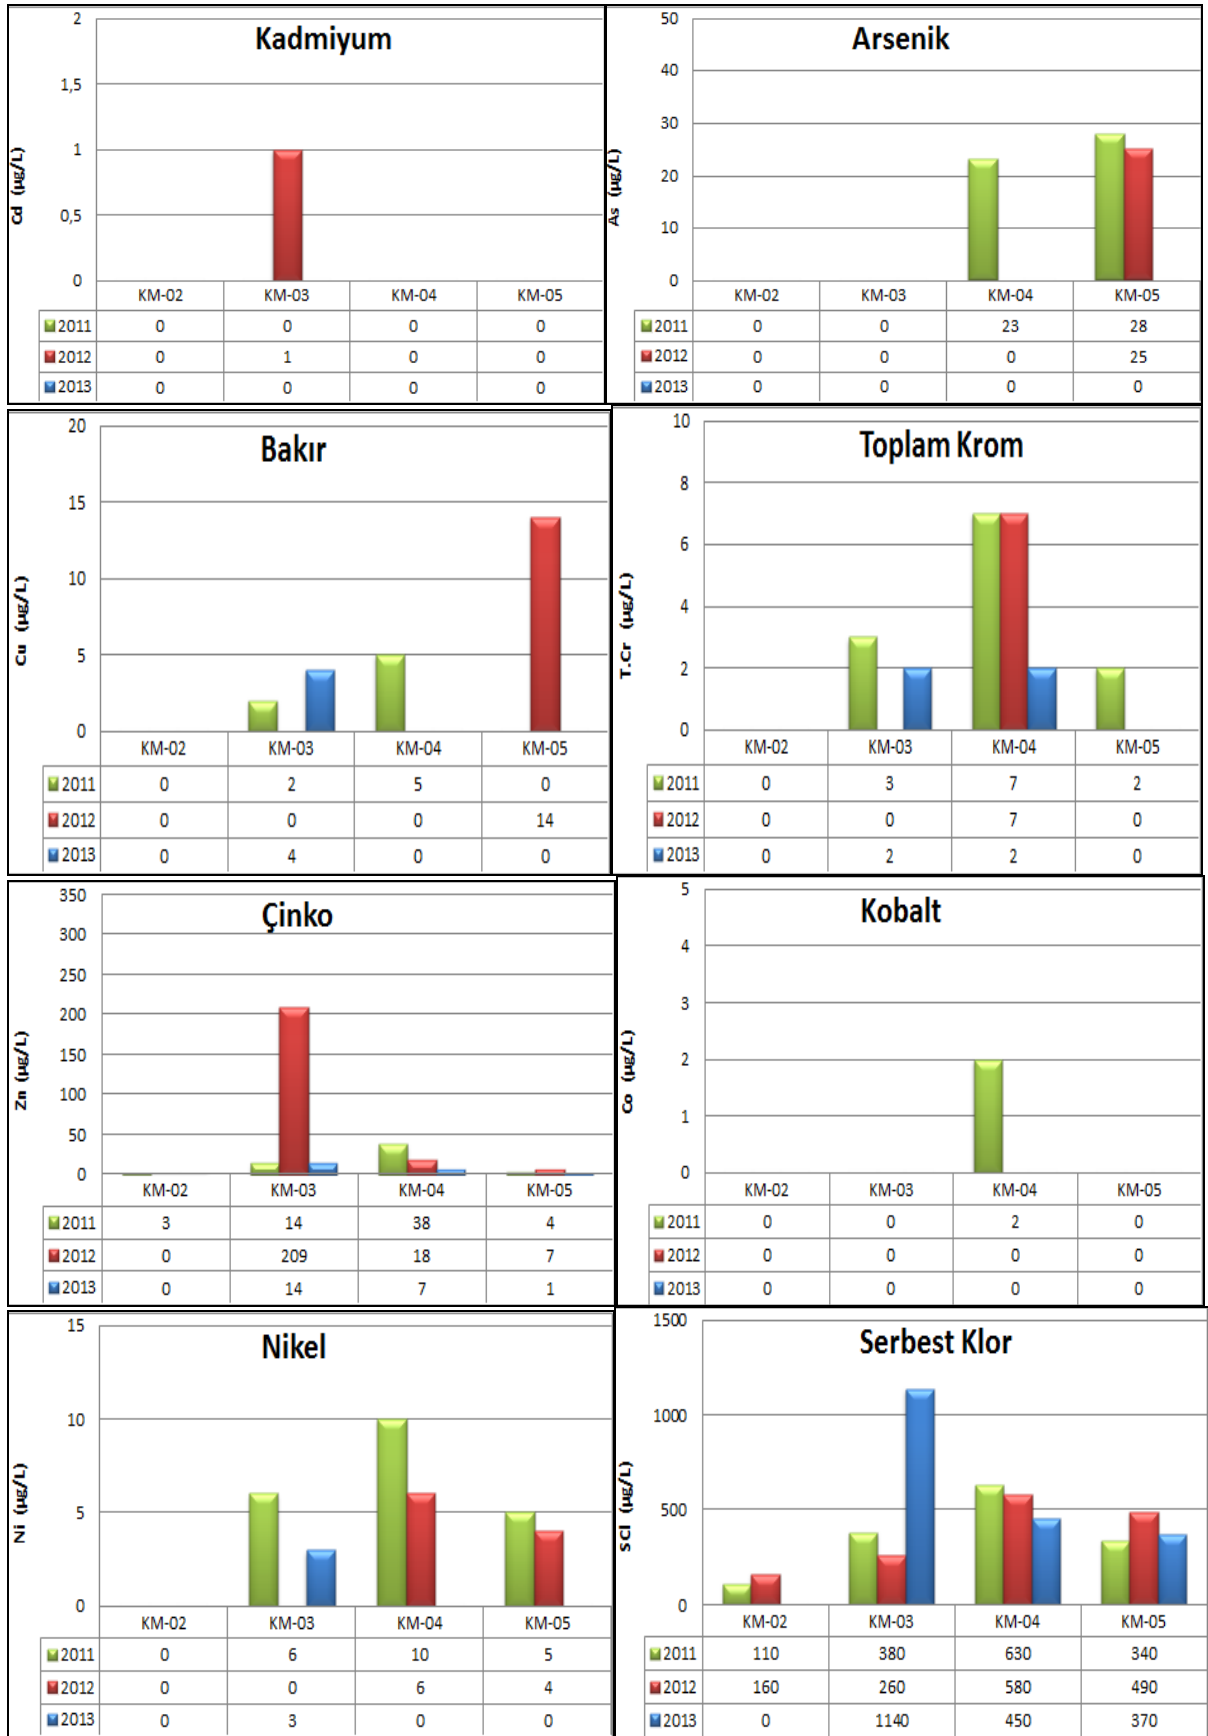 Kadmiyum
Cd (µg/L)
2
1,5
1
0,5
0
KM-02 KM-03 KM-04 KM-05
2011 0 0 0 0
2012 0 1 0 0
2013 0 0 0 0
Arsenik
As (µg/L)
50
40
30
20
10
0
KM-02 KM-03 KM-04 KM-05
2011 0 0 23 28
2012 0 0 0 25
2013 0 0 0 0
Bakır
Cu (µg/L)
20
15
10
5
0
KM-02 KM-03 KM-04 KM-05
2011 0 2 5 0
2012 0 0 0 14
2013 0 4 0 0
Toplam Krom
T.Cr (µg/L)
10
8
6
4
2
0
KM-02 KM-03 KM-04 KM-05
2011 0 3 7 2
2012 0 0 7 0
2013 0 2 2 0
Çinko
Zn (µg/L)
350
300
250
200
150
100
50
0
KM-02 KM-03 KM-04 KM-05
2011 3 14 38 4
2012 0 209 18 7
2013 0 14 7 1
Kobalt
Co (µg/L)
5
4
3
2
1
0
KM-02 KM-03 KM-04 KM-05
2011 0 0 2 0
2012 0 0 0 0
2013 0 0 0 0
Nikel
Ni (µg/L)
15
10
5
0
KM-02 KM-03 KM-04 KM-05
2011 0 6 10 5
2012 0 0 6 4
2013 0 3 0 0
Serbest Klor
SCl (µg/L)
1500
1000
500
0
KM-02 KM-03 KM-04 KM-05
2011 110 380 630 340
2012 160 260 580 490
2013 0 1140 450 370